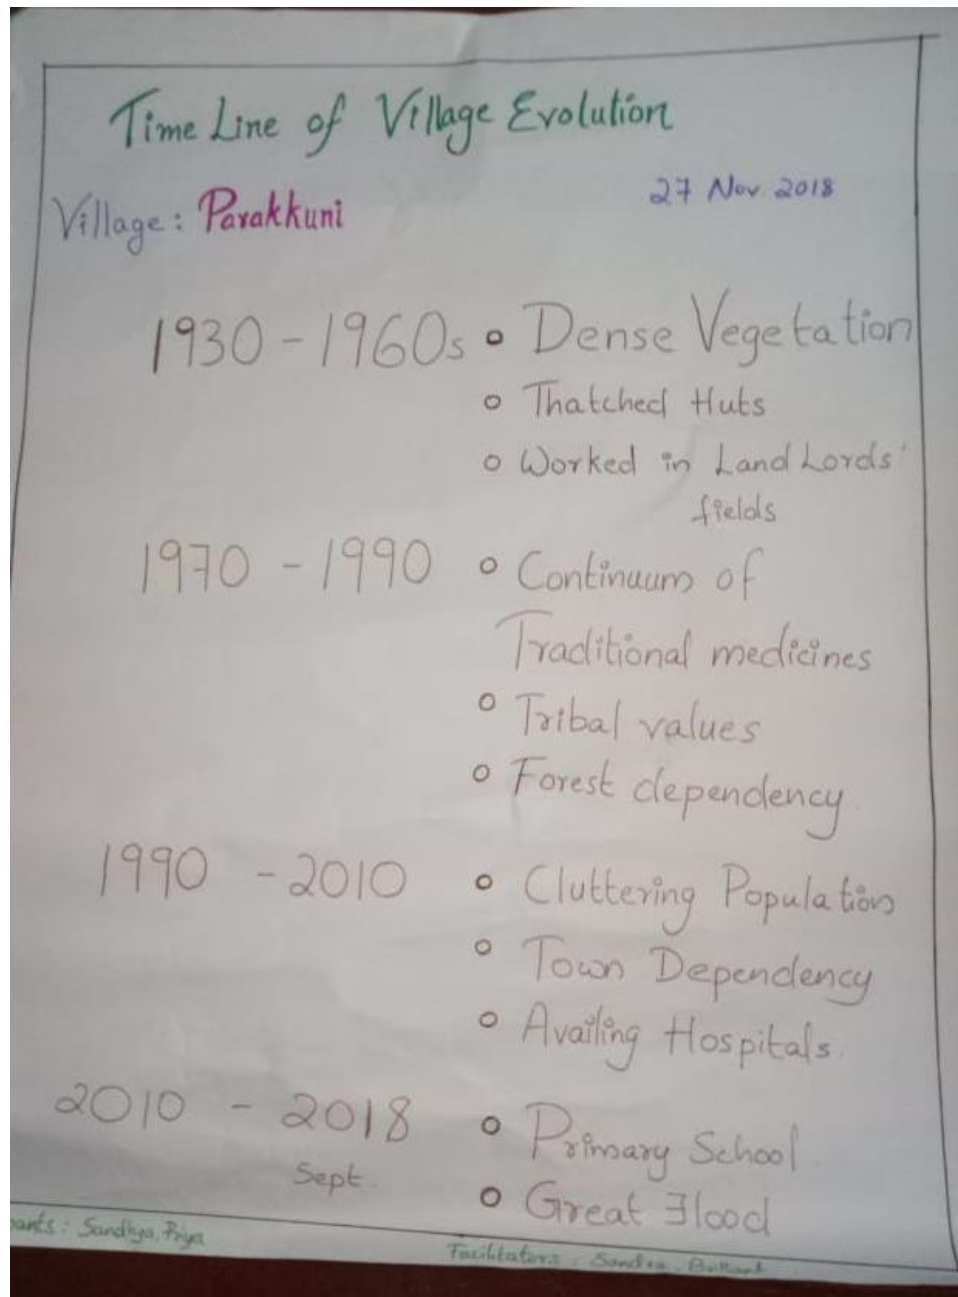 Time Line of Village Evolution
27 Nov 2018
Village: Parakkuni
1930 - 1960s o Dense Vegetation
o Thatched Huts
o Worked in Land Lords'
fields
1970 - 1990 o Continuum of
Traditional medicines
o Tribal values
o Forest dependency.
1990 - 2010 o Cluttering Population
o Town Dependency
o Availing Hospitals.
2010 - 2018 o Primary School
Sept.
o Great Flood
pants: Sandhya, Priya
Facilitators: Sandra